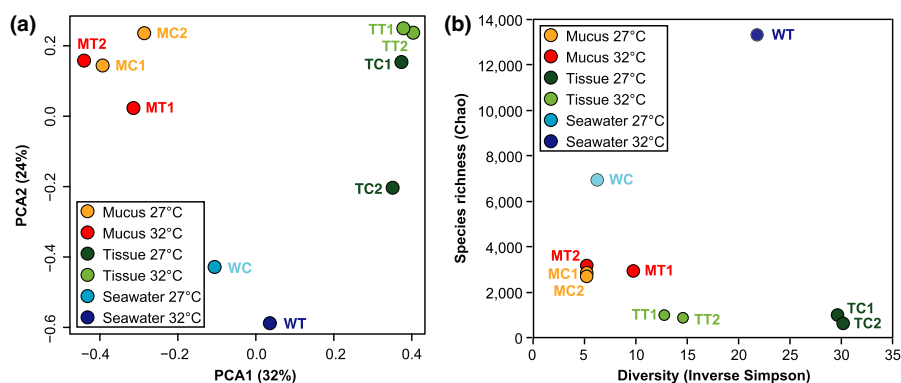 (a)
0.2
0.0
−0.2
−0.4
−0.6
PCA2 (24%)
MC2
MT2
MC1
MT1
TT1
TT2
TC1
TC2
WC
WT
Mucus 27°C
Mucus 32°C
Tissue 27°C
Tissue 32°C
Seawater 27°C
Seawater 32°C
−0.4 −0.2 0.0 0.2 0.4
PCA1 (32%)
(b)
14,000
12,000
10,000
8,000
6,000
4,000
2,000
0
Species richness (Chao)
Mucus 27°C
Mucus 32°C
Tissue 27°C
Tissue 32°C
Seawater 27°C
Seawater 32°C
WT
WC
MT2
MC1
MC2
MT1
TT1
TT2
TC1
TC2
0 5 10 15 20 25 30 35
Diversity (Inverse Simpson)